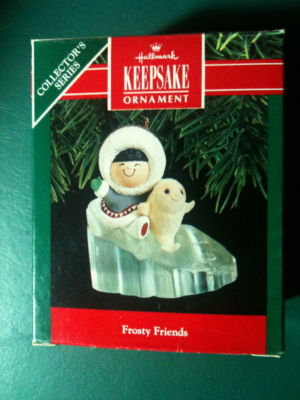 COLLECTOR'S
SERIES
Hallmark
KEEPSAKE
ORNAMENT
Frosty Friends